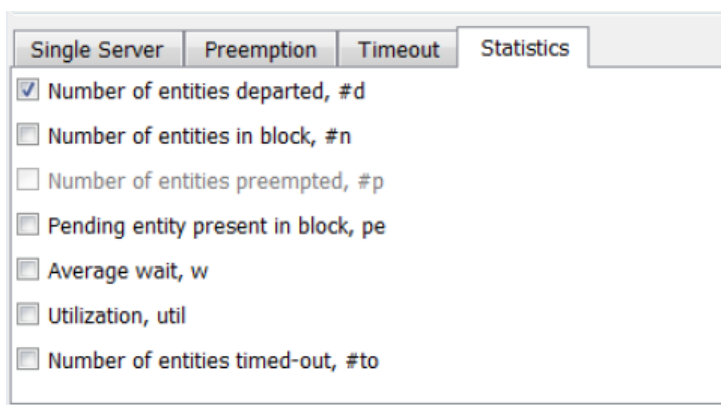 Single Server Preemption Timeout Statistics
Number of entities departed, #d
Number of entities in block, #n
Number of entities preempted, #p
Pending entity present in block, pe
Average wait, w
Utilization, util
Number of entities timed-out, #to